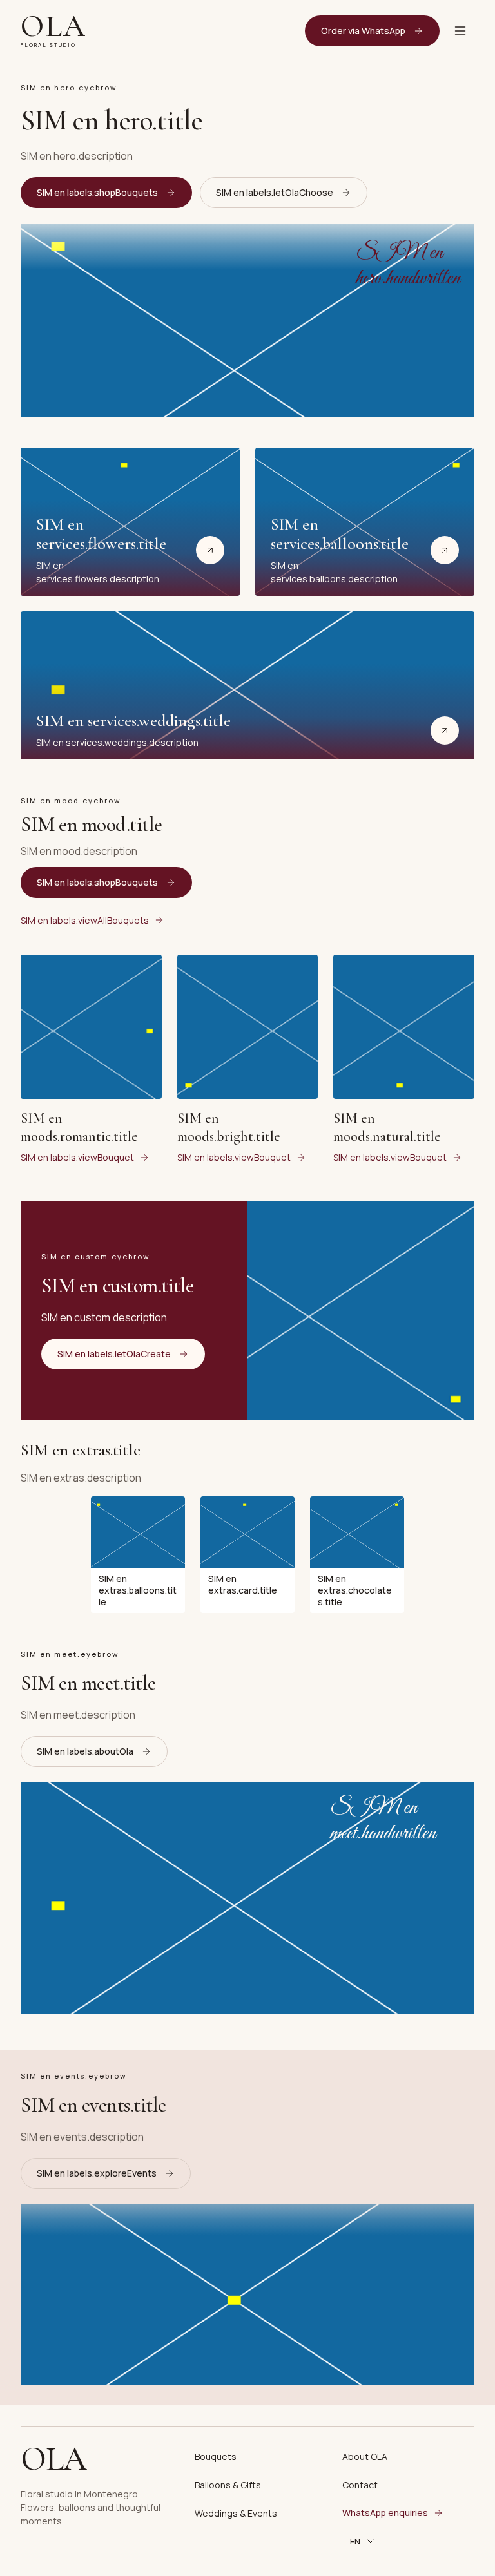 OLA
FLORAL STUDIO
Order via WhatsApp
SIM en hero.eyebrow
SIM en hero.title
SIM en hero.description
SIM en labels.shopBouquets
SIM en labels.letOlaChoose
SIM en
hero.handwritten
SIM en
services.flowers.title
SIM en
services.flowers.description
SIM en
services.balloons.title
SIM en
services.balloons.description
SIM en services.weddings.title
SIM en services.weddings.description
SIM en mood.eyebrow
SIM en mood.title
SIM en mood.description
SIM en labels.shopBouquets
SIM en labels.viewAllBouquets
SIM en
moods.romantic.title
SIM en labels.viewBouquet
SIM en
moods.bright.title
SIM en labels.viewBouquet
SIM en
moods.natural.title
SIM en labels.viewBouquet
SIM en custom.eyebrow
SIM en custom.title
SIM en custom.description
SIM en labels.letOlaCreate
SIM en extras.title
SIM en extras.description
SIM en
extras.balloons.tit
le
SIM en
extras.card.title
SIM en
extras.chocolate
s.title
SIM en meet.eyebrow
SIM en meet.title
SIM en meet.description
SIM en labels.aboutOla
SIM en
meet.handwritten
SIM en events.eyebrow
SIM en events.title
SIM en events.description
SIM en labels.exploreEvents
OLA
Floral studio in Montenegro.
Flowers, balloons and thoughtful
moments.
Bouquets
Balloons & Gifts
Weddings & Events
About OLA
Contact
WhatsApp enquiries
EN